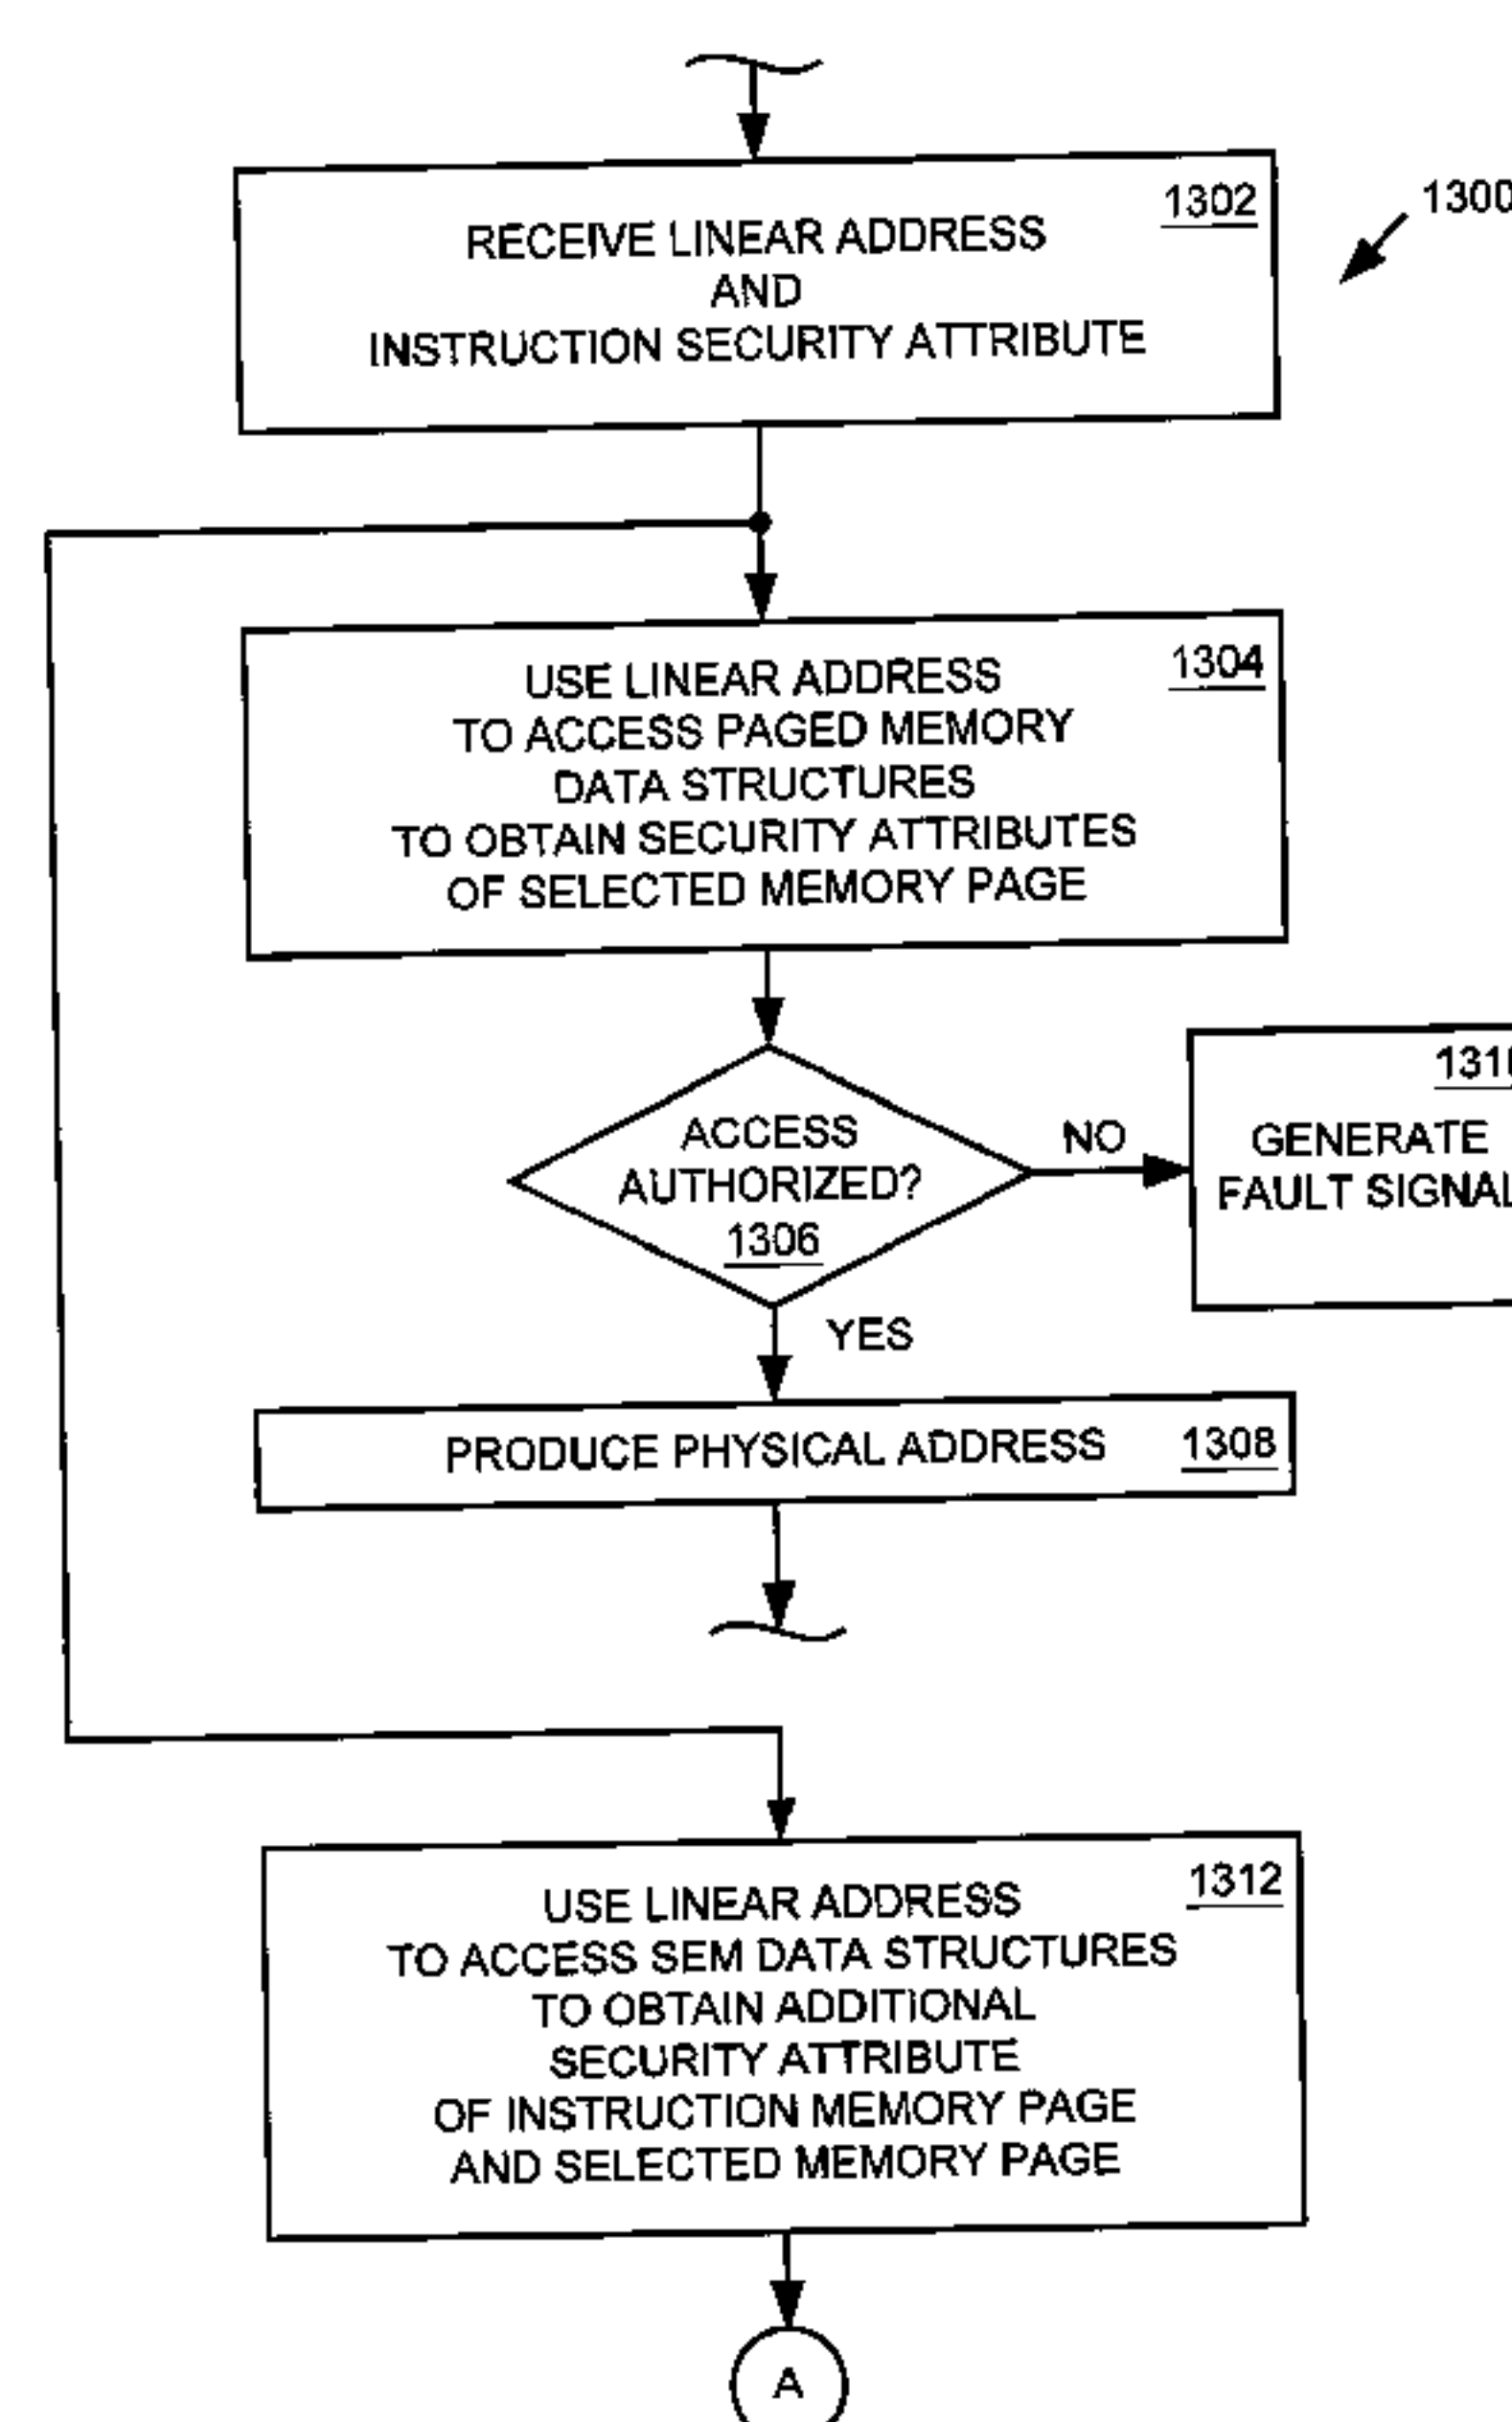 1302
RECEIVE LINEAR ADDRESS
AND
INSTRUCTION SECURITY ATTRIBUTE
1300
1304
USE LINEAR ADDRESS
TO ACCESS PAGED MEMORY
DATA STRUCTURES
TO OBTAIN SECURITY ATTRIBUTES
OF SELECTED MEMORY PAGE
ACCESS
AUTHORIZED?
1306
NO
GENERATE
FAULT SIGNAL
YES
PRODUCE PHYSICAL ADDRESS 1308
1312
USE LINEAR ADDRESS
TO ACCESS SEM DATA STRUCTURES
TO OBTAIN ADDITIONAL
SECURITY ATTRIBUTE
OF INSTRUCTION MEMORY PAGE
AND SELECTED MEMORY PAGE
A